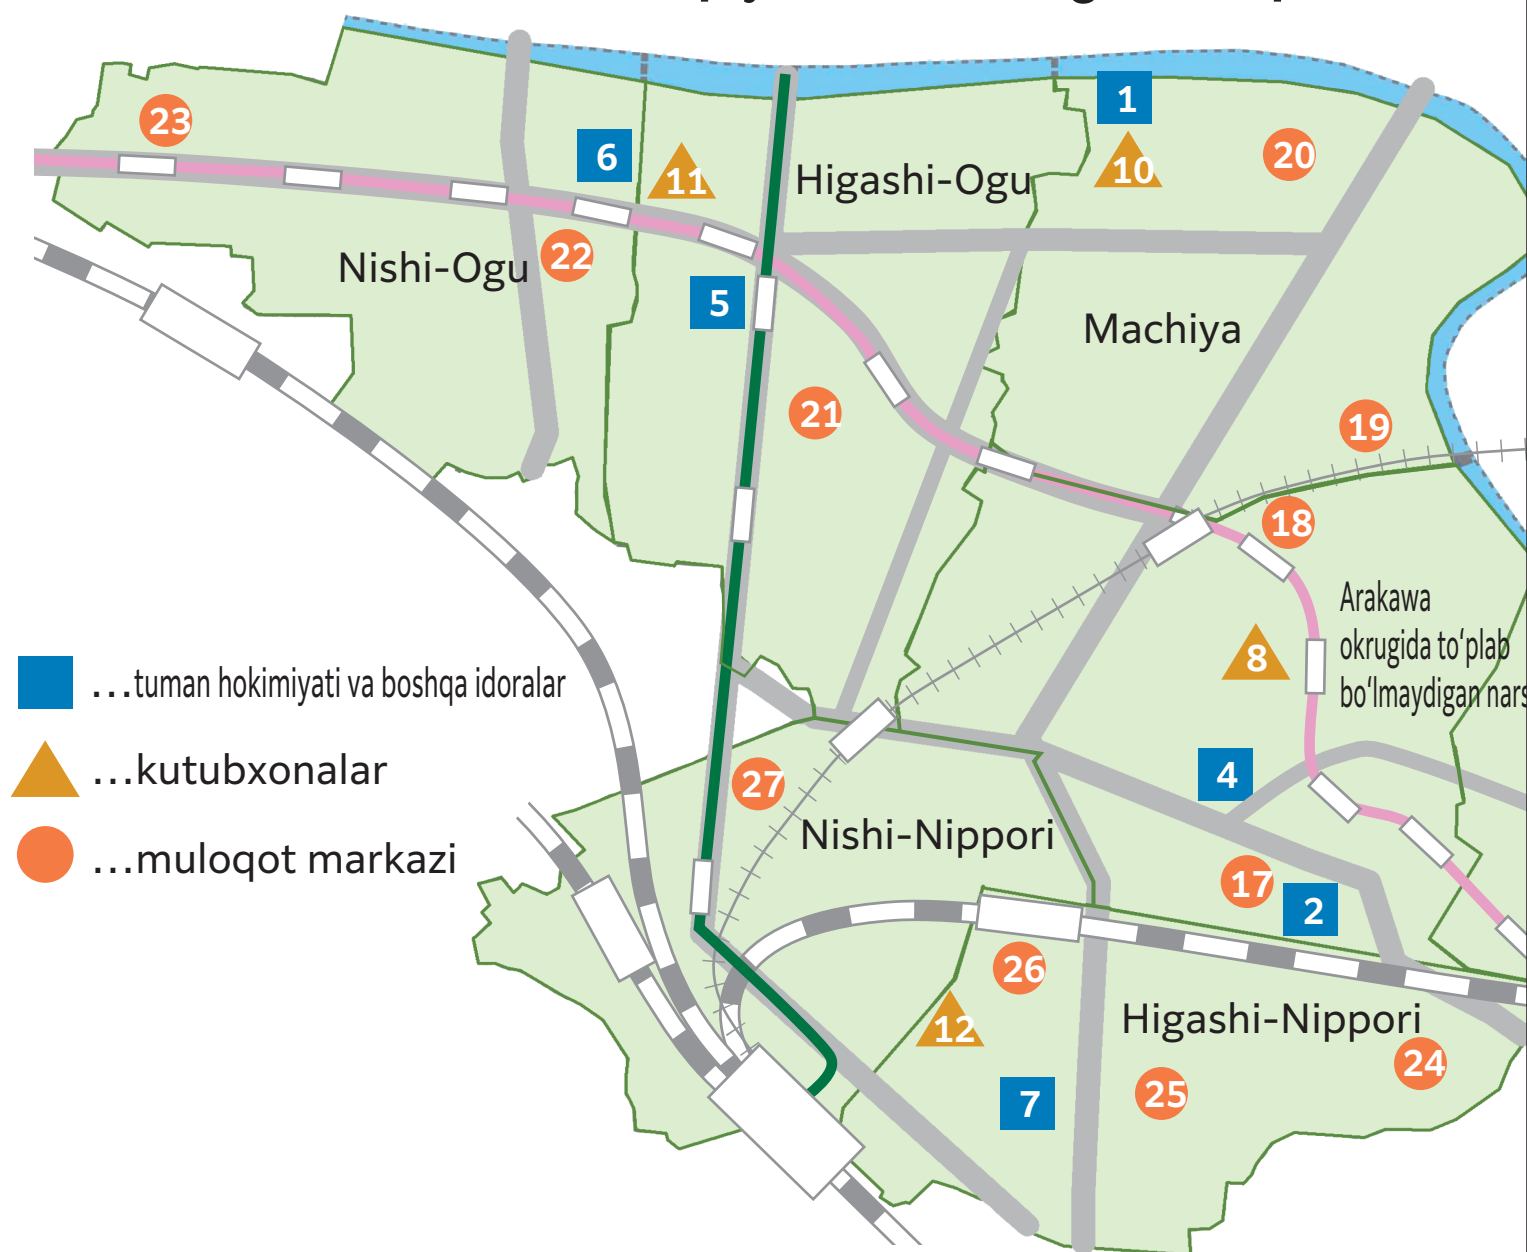 23
6
11
1
10
20
Higashi-Ogu
Nishi-Ogu
22
5
Machiya
21
19
18
Arakawa
okrugida to‘plab
bo‘lmaydigan nars
8
…tuman hokimiyati va boshqa idoralar
…kutubxonalar
…muloqot markazi
4
27
Nishi-Nippori
17
2
26
12
Higashi-Nippori
24
25
7